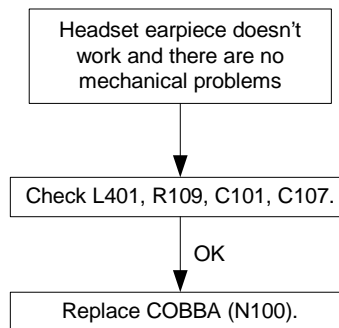 Headset earpiece doesn't
work and there are no
mechanical problems
Check L401, R109, C101, C107.
OK
Replace COBBA (N100).